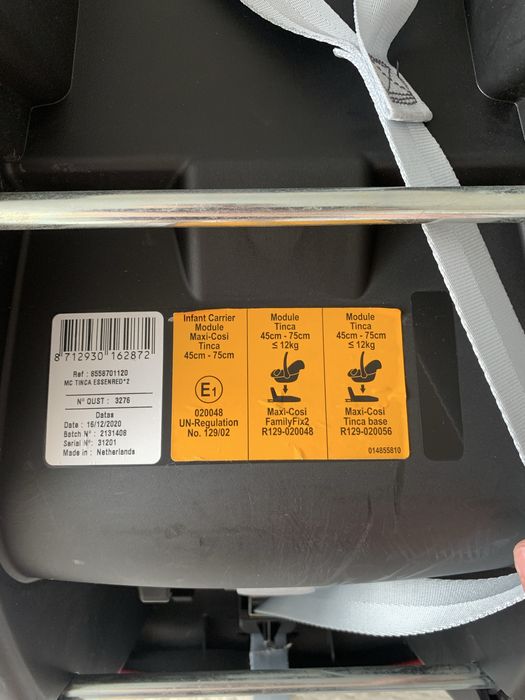 8 712930 162872
Ref : 8558701120
MC TINCA ESSENRED*2
N° OUST : 3276
Datas
Date : 16/12/2020
Batch N° : 2131408
Serial N° : 31201
Made in : Netherlands
Infant Carrier
Module
Maxi-Cosi
Tinca
45cm - 75cm
E1
020048
UN-Regulation
No. 129/02
Module
Tinca
45cm - 75cm
≤ 12kg
Maxi-Cosi
FamilyFix2
R129-020048
Module
Tinca
45cm - 75cm
≤ 12kg
Maxi-Cosi
Tinca base
R129-020056
014855810